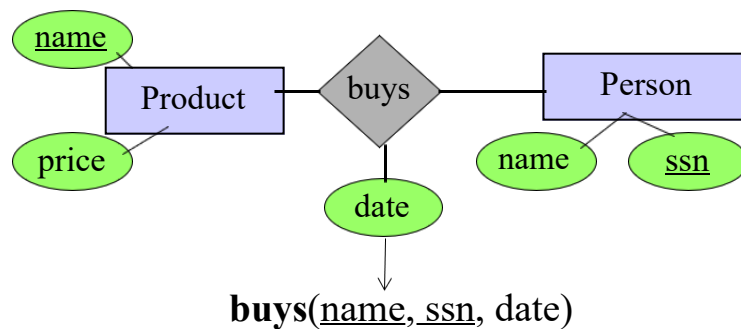 name
Product
buys
Person
price
name
ssn
date
buys(name, ssn, date)